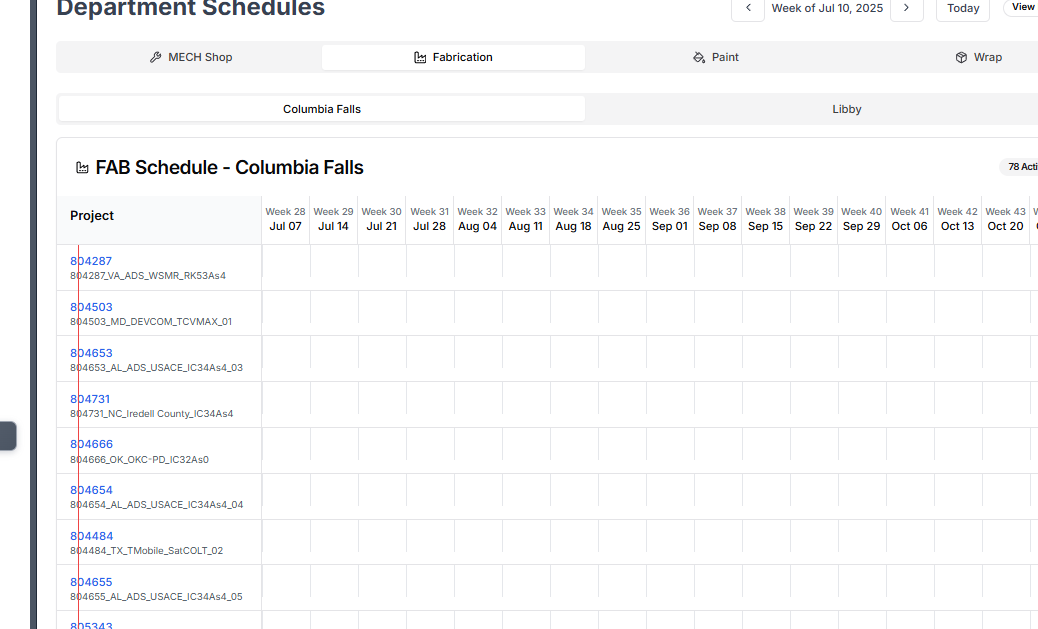 Department Schedules
Week of Jul 10, 2025
Today
View
MECH Shop
Fabrication
Paint
Wrap
Columbia Falls
Libby
FAB Schedule - Columbia Falls
78 Acti
Project
Week 28 Week 29 Week 30 Week 31 Week 32 Week 33 Week 34 Week 35 Week 36 Week 37 Week 38 Week 39 Week 40 Week 41 Week 42 Week 43
Jul 07 Jul 14 Jul 21 Jul 28 Aug 04 Aug 11 Aug 18 Aug 25 Sep 01 Sep 08 Sep 15 Sep 22 Sep 29 Oct 06 Oct 13 Oct 20
804287
804287_VA_ADS_WSMR_RK53As4
804503
804503_MD_DEVCOM_TCVMAX_01
804653
804653_AL_ADS_USACE_IC34As4_03
804731
804731_NC_Iredell County_IC34As4
804666
804666_OK_OKC-PD_IC32As0
804654
804654_AL_ADS_USACE_IC34As4_04
804484
804484_TX_TMobile_SatCOLT_02
804655
804655_AL_ADS_USACE_IC34As4_05
805343